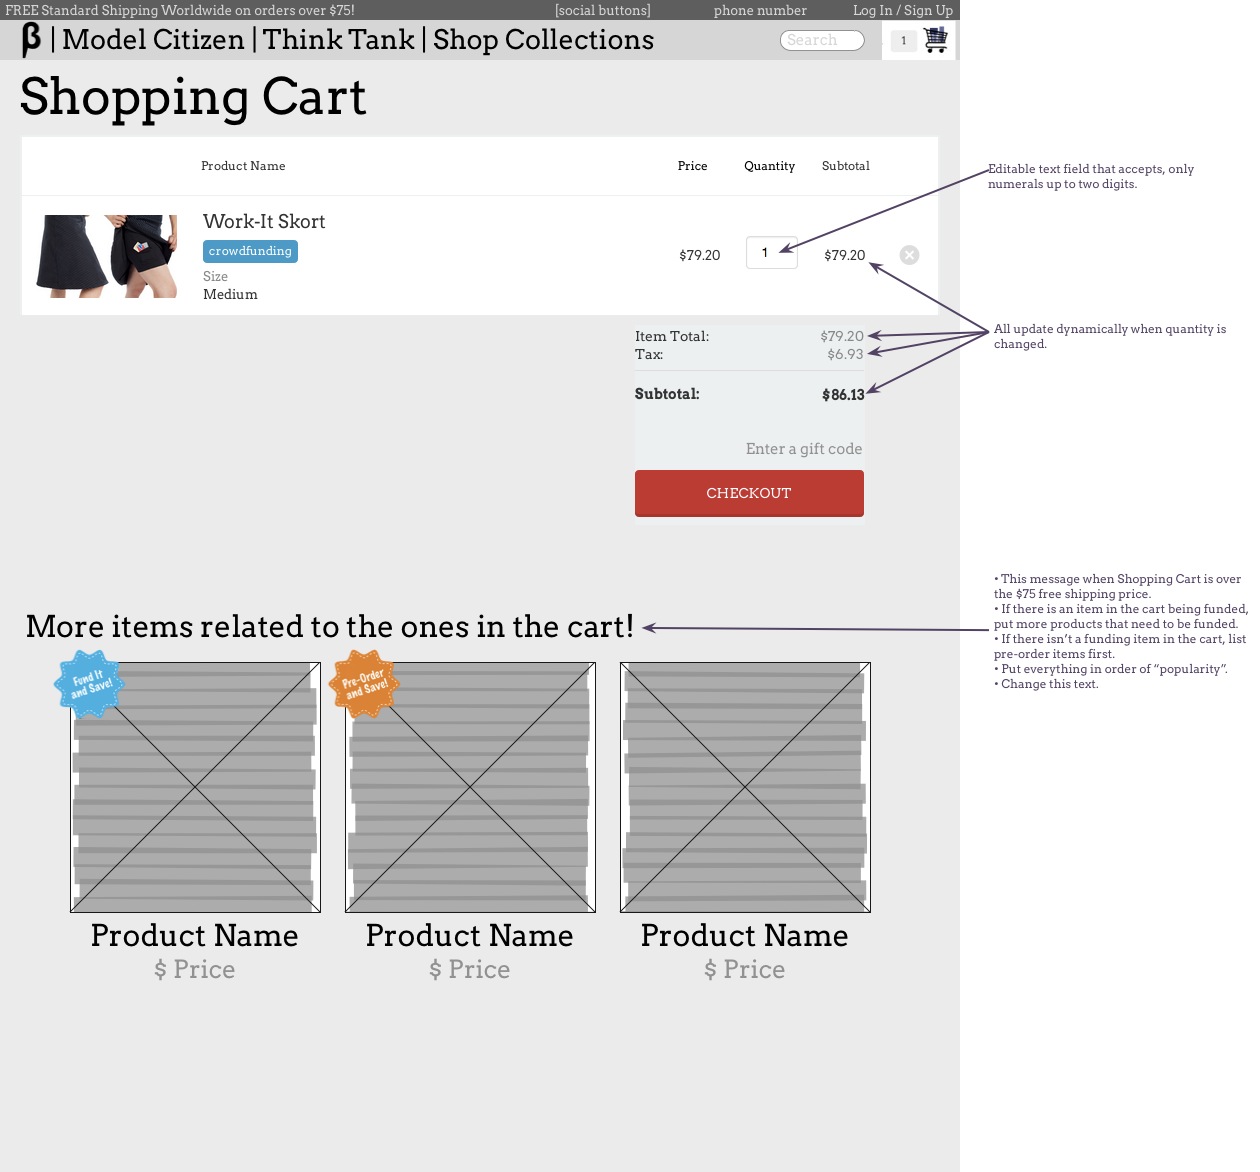 FREE Standard Shipping Worldwide on orders over $75! [social buttons] phone number Log In / Sign Up
β | Model Citizen | Think Tank | Shop Collections Search 1
Shopping Cart
Product Name Price Quantity Subtotal
Editable text field that accepts, only
numerals up to two digits.
Work-It Skort
crowdfunding
$79.20 1 $79.20
Size
Medium
All update dynamically when quantity is
changed.
Item Total: $79.20
Tax: $6.93
Subtotal: $86.13
Enter a gift code
CHECKOUT
• This message when Shopping Cart is over
the $75 free shipping price.
• If there is an item in the cart being funded,
put more products that need to be funded.
• If there isn’t a funding item in the cart, list
pre-order items first.
• Put everything in order of “popularity”.
• Change this text.
More items related to the ones in the cart!
Fund It
and Save!
Pre-Order
and Save!
Product Name Product Name Product Name
$ Price $ Price $ Price